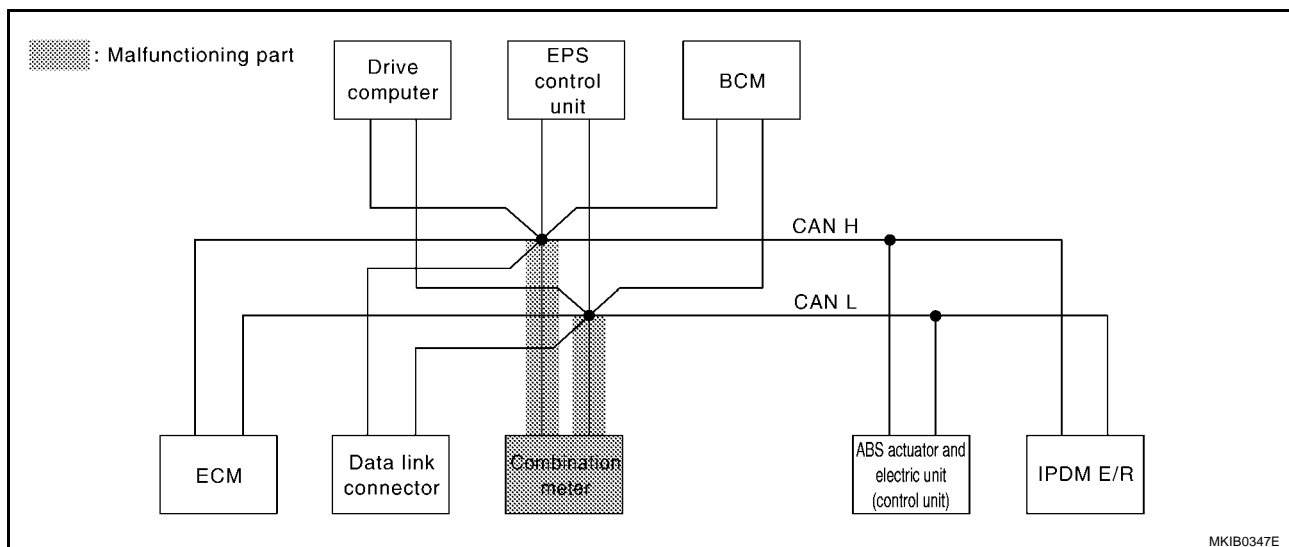 : Malfunctioning part
Drive
computer
EPS
control
unit
BCM
CAN H
CAN L
ECM
Data link
connector
Combination
meter
ABS actuator and
electric unit
(control unit)
IPDM E/R
MKIB0347E